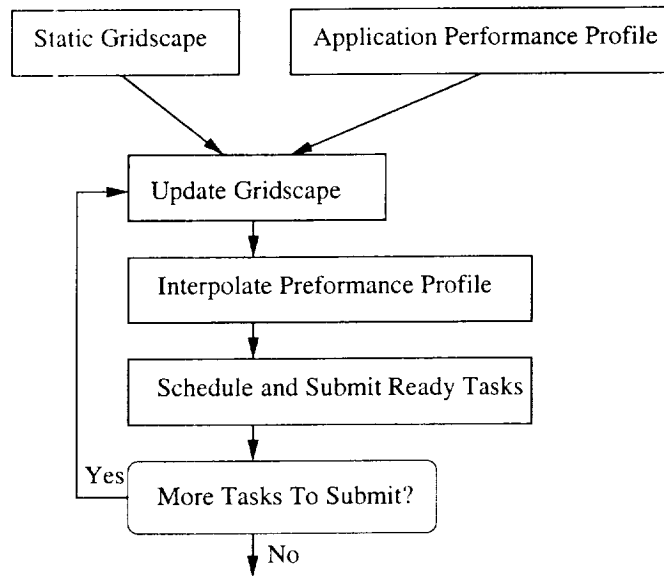 Static Gridscape
Application Performance Profile
Update Gridscape
Interpolate Preformance Profile
Schedule and Submit Ready Tasks
Yes
More Tasks To Submit?
No